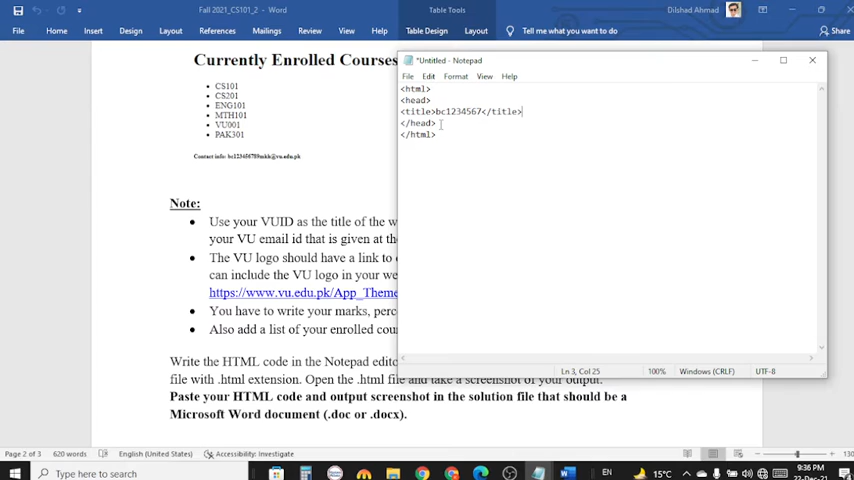 Fall 2021_CS101_2 - Word
Table Tools
Dilshad Ahmad
File Home Insert Design Layout References Mailings Review View Help Table Design Layout Tell me what you want to do Share
Currently Enrolled Courses
• CS101
• CS201
• ENG101
• MTH101
• VU001
• PAK301
Note:
• Use your VUID as the title of the w
your VU email id that is given at the
• The VU logo should have a link to
can include the VU logo in your we
https://www.vu.edu.pk/App_Theme
• You have to write your marks, perc
• Also add a list of your enrolled cou
Write the HTML code in the Notepad edito
file with .html extension. Open the .html file and take a screenshot of your output.
Paste your HTML code and output screenshot in the solution file that should be a
Microsoft Word document (.doc or .docx).
*Untitled - Notepad
File Edit Format View Help
<html>
<head>
<title>bc1234567</title>
</head>
</html>
Ln 3, Col 25 100% Windows (CRLF) UTF-8
Page 2 of 3 620 words English (United States) Accessibility: Investigate 130
Type here to search
EN 15°C 9:36 PM
22-Dec-21